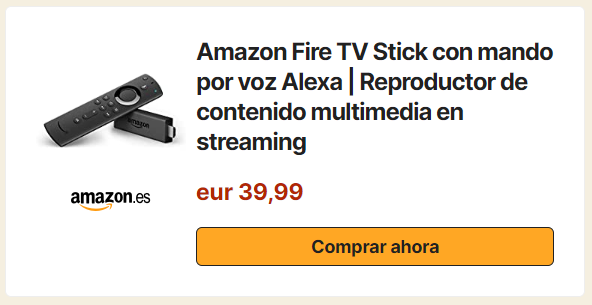 Amazon Fire TV Stick con mando
por voz Alexa | Reproductor de
contenido multimedia en
streaming
amazon
amazon.es
eur 39,99
Comprar ahora